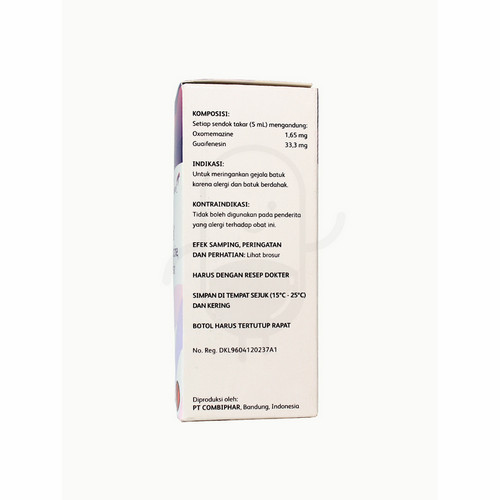 KOMPOSISI:
Setiap sendok takar (5 mL) mengandung:
Oxomemazine 1,65 mg
Guaifenesin 33,3 mg
INDIKASI:
Untuk meringankan gejala batuk
karena alergi dan batuk berdahak.
KONTRAINDIKASI:
Tidak boleh digunakan pada penderita
yang alergi terhadap obat ini.
EFEK SAMPING, PERINGATAN
DAN PERHATIAN: Lihat brosur
HARUS DENGAN RESEP DOKTER
SIMPAN DI TEMPAT SEJUK (15°C - 25°C)
DAN KERING
BOTOL HARUS TERTUTUP RAPAT
No. Reg. DKL9604120237A1
Diproduksi oleh:
PT COMBIPHAR, Bandung, Indonesia